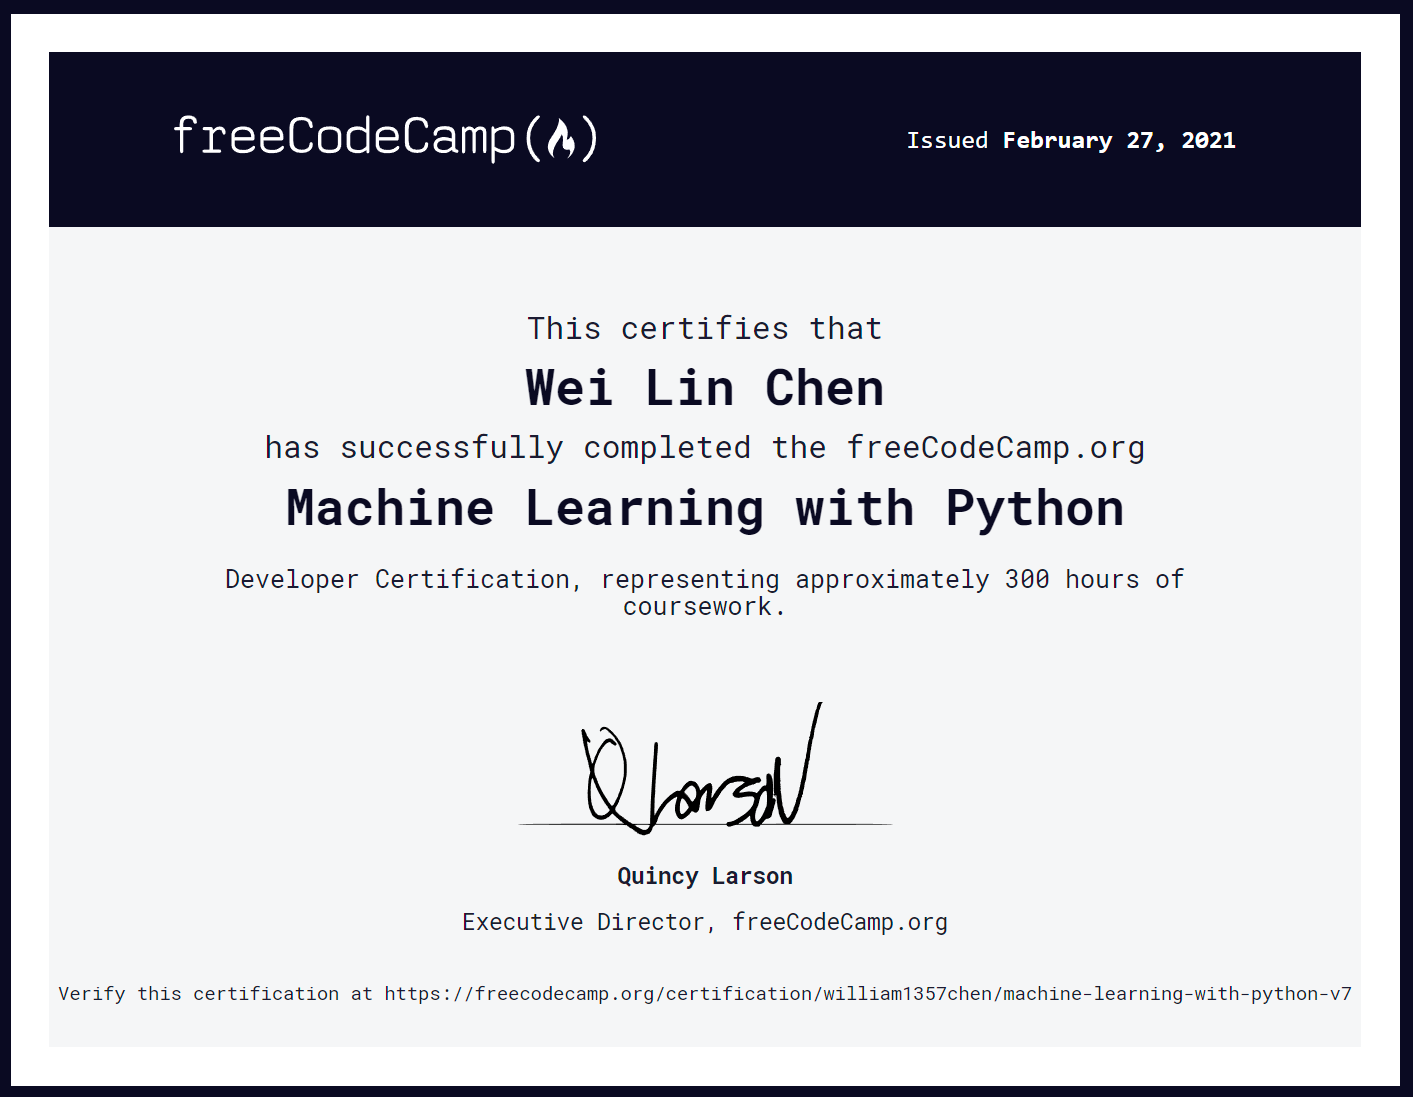 freeCodeCamp
Issued February 27, 2021
This certifies that
Wei Lin Chen
has successfully completed the freeCodeCamp.org
Machine Learning with Python
Developer Certification, representing approximately 300 hours of
coursework.
Q Larson
Quincy Larson
Executive Director, freeCodeCamp.org
Verify this certification at https://freecodecamp.org/certification/william1357chen/machine-learning-with-python-v7